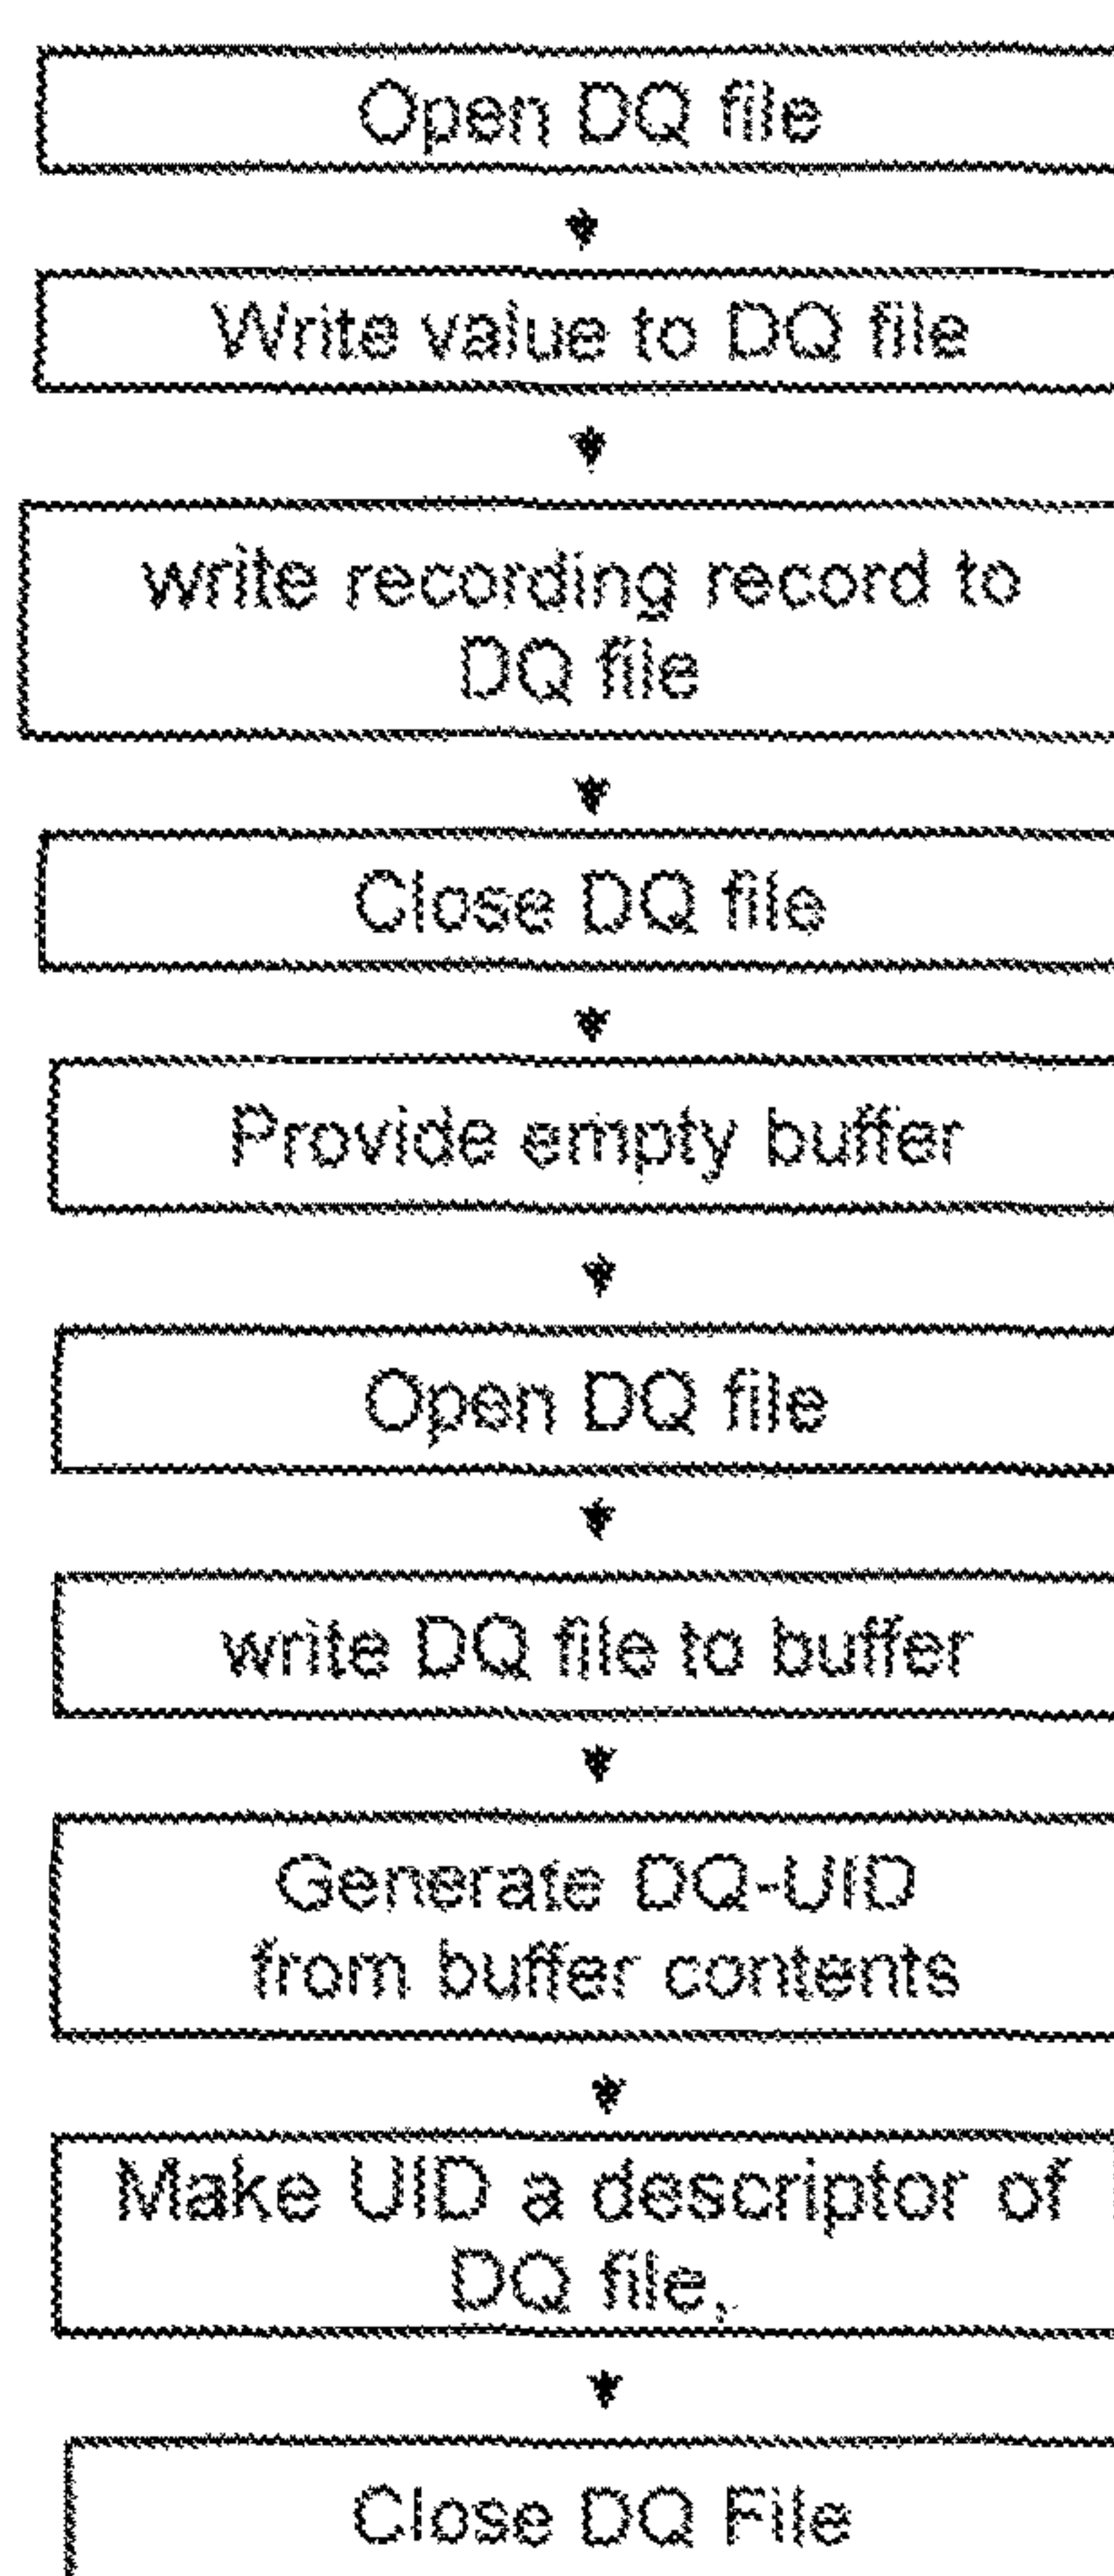 Open DQ file
Write value to DQ file
write recording record to
DQ file
Close DQ file
Provide empty buffer
Open DQ file
write DQ file to buffer
Generate DQ-UID
from buffer contents
Make UID a descriptor of
DQ file,
Close DQ File